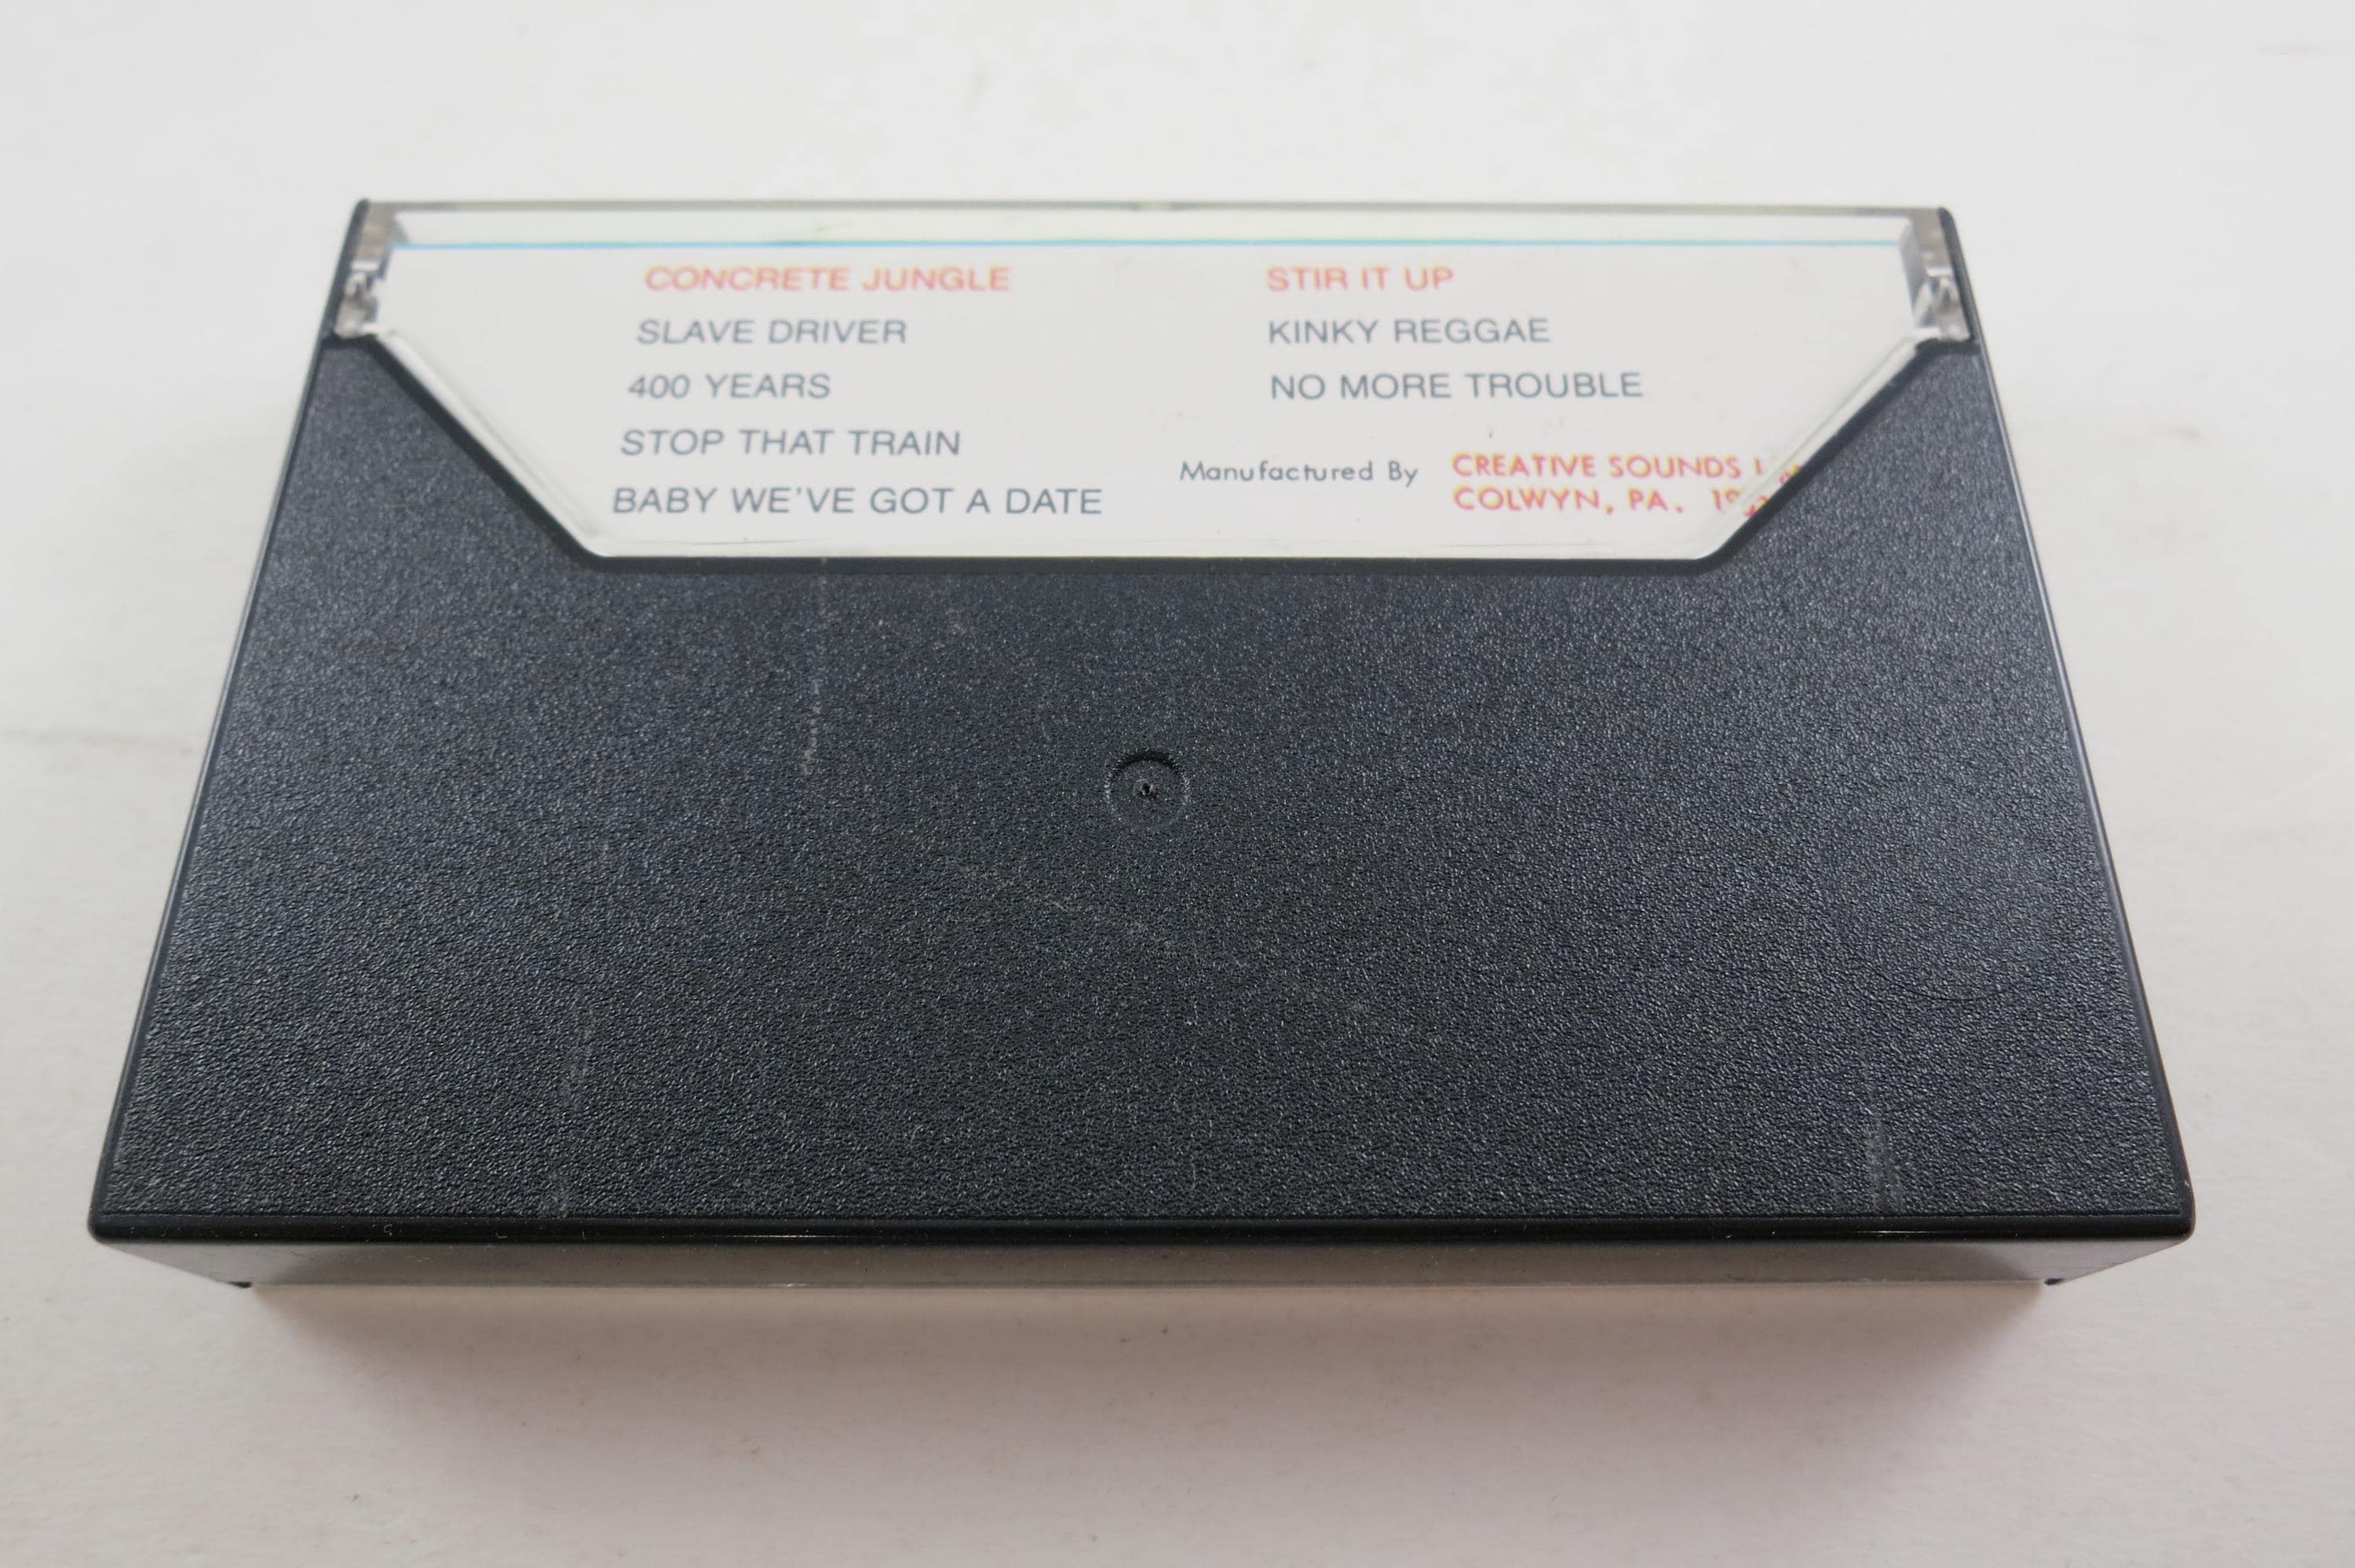 CONCRETE JUNGLE
SLAVE DRIVER
400 YEARS
STOP THAT TRAIN
BABY WE'VE GOT A DATE
STIR IT UP
KINKY REGGAE
NO MORE TROUBLE
Manufactured By
CREATIVE SOUNDS
COLWYN, PA.